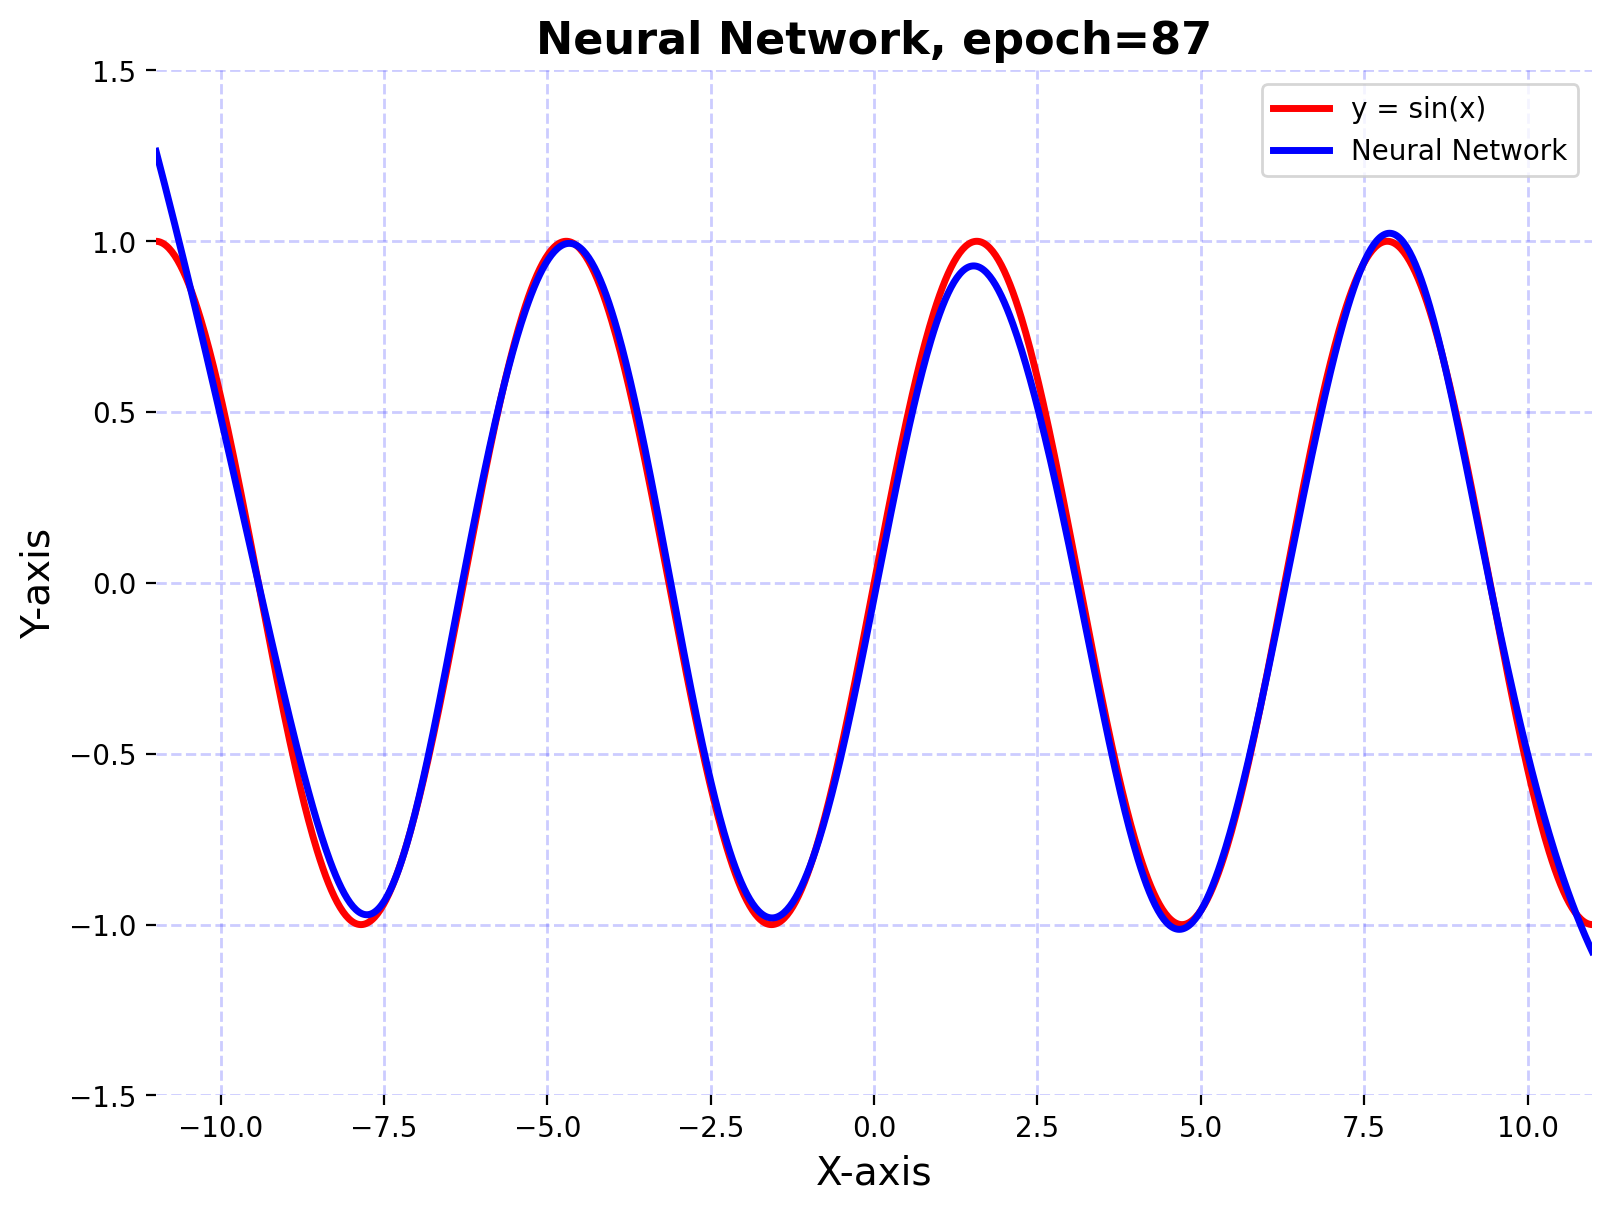 Neural Network, epoch=87
y = sin(x)
Neural Network
Y-axis
1.5
1.0
0.5
0.0
−0.5
−1.0
−1.5
−10.0 −7.5 −5.0 −2.5 0.0 2.5 5.0 7.5 10.0
X-axis